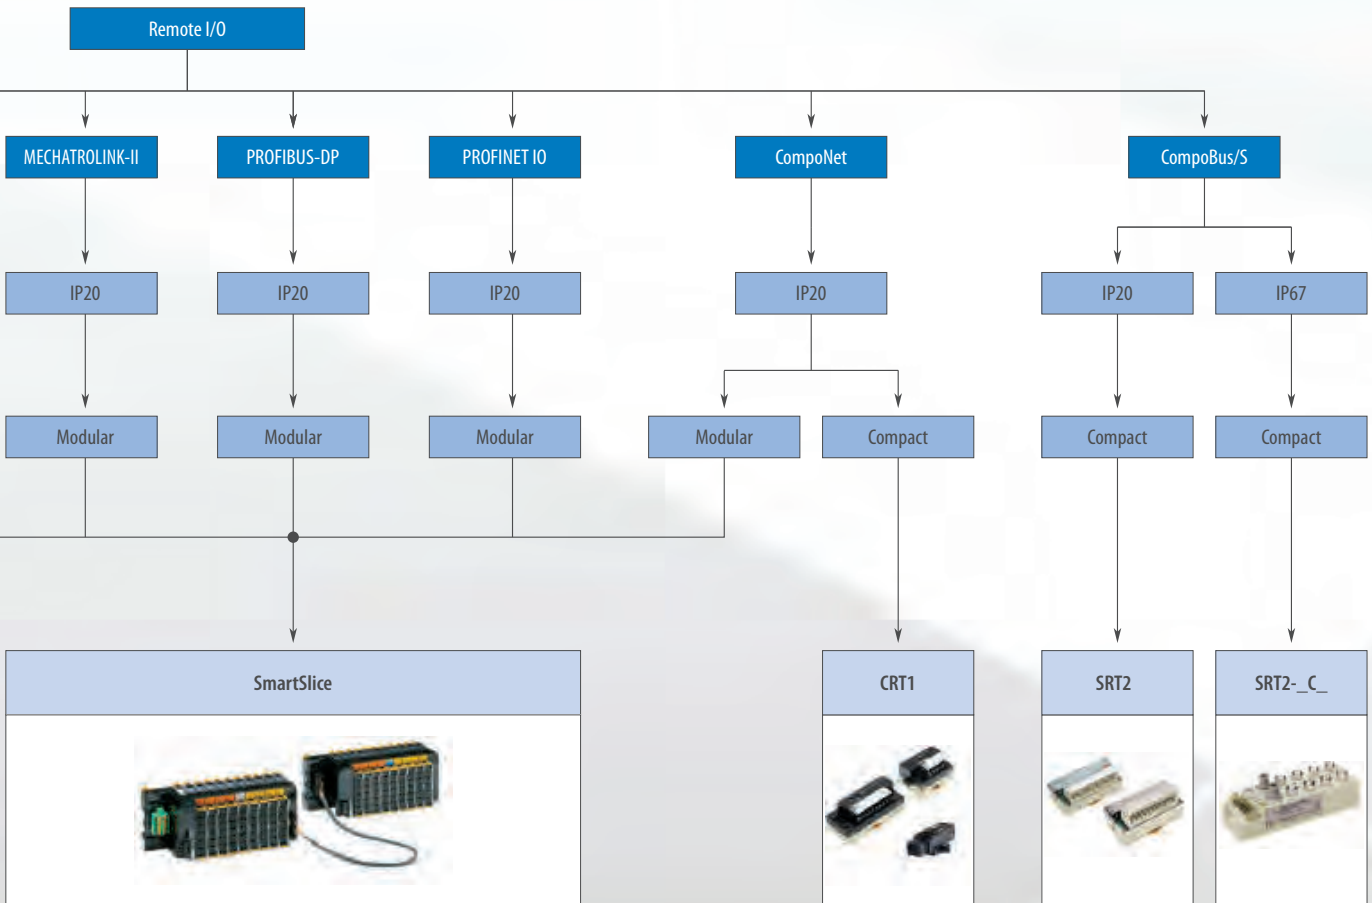 Remote I/O
MECHATROLINK-II
PROFIBUS-DP
PROFINET IO
CompoNet
CompoBus/S
IP20
IP20
IP20
IP20
IP20
IP67
Modular
Modular
Modular
Modular
Compact
Compact
Compact
SmartSlice
CRT1
SRT2
SRT2-_C_